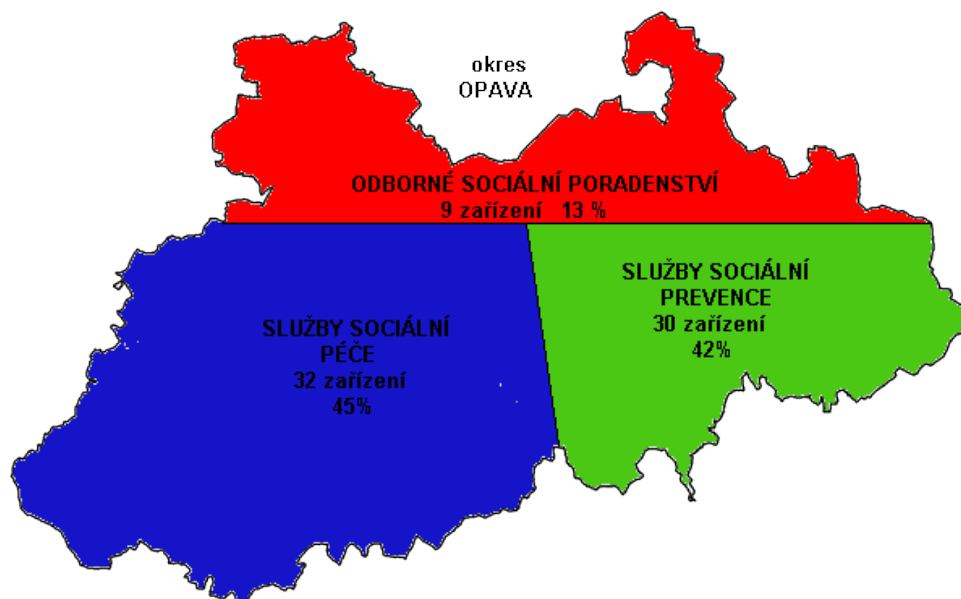 okres
OPAVA
ODBORNÉ SOCIÁLNÍ PORADENSTVÍ
9 zařízení 13 %
SLUŽBY SOCIÁLNÍ
PREVENCE
30 zařízení
42%
SLUŽBY SOCIÁLNÍ
PÉČE
32 zařízení
45%